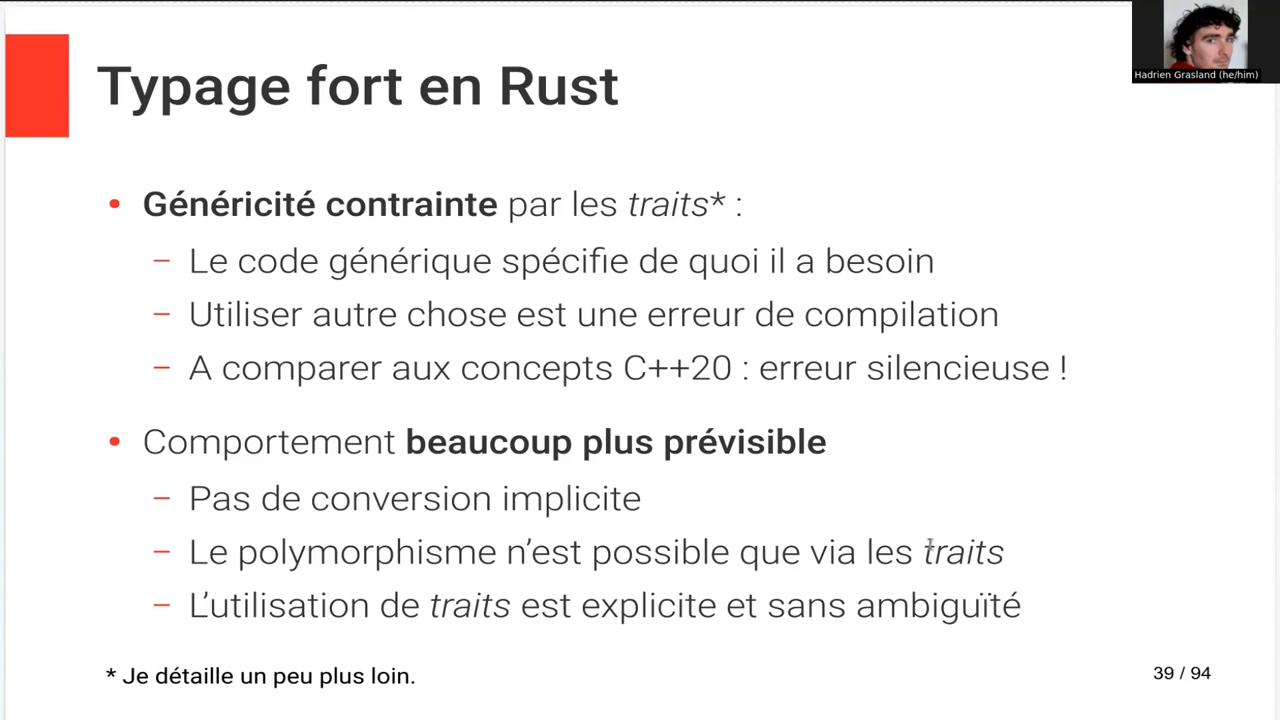 Hadrien Grasland (he/him)
Typage fort en Rust
• Généricité contrainte par les traits* :
– Le code générique spécifie de quoi il a besoin
– Utiliser autre chose est une erreur de compilation
– A comparer aux concepts C++20 : erreur silencieuse !
• Comportement beaucoup plus prévisible
– Pas de conversion implicite
– Le polymorphisme n’est possible que via les traits
– L’utilisation de traits est explicite et sans ambiguïté
* Je détaille un peu plus loin.
39 / 94